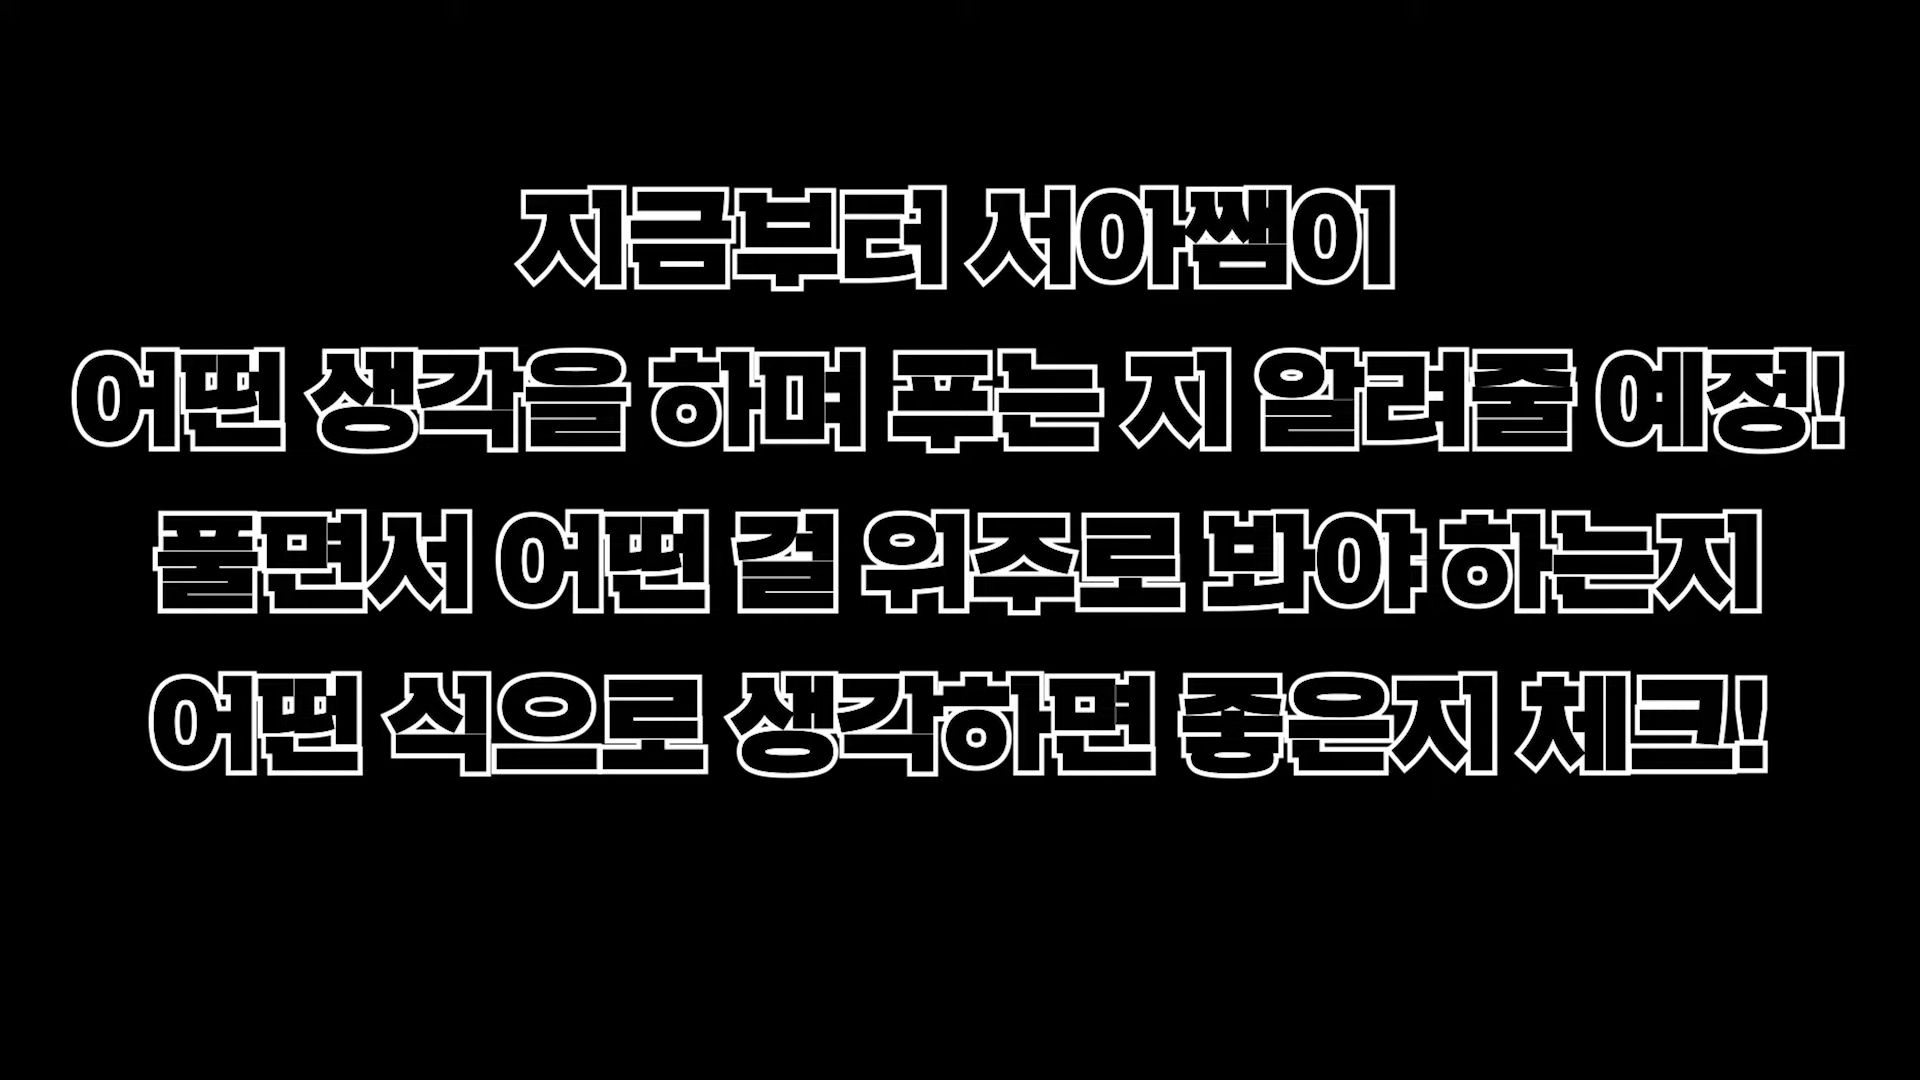 지금부터 서아쌤이
어떤 생각을 하며 푸는 지 알려줄 예정!
풀면서 어떤 걸 위주로 봐야 하는지
어떤 식으로 생각하면 좋은지 체크!